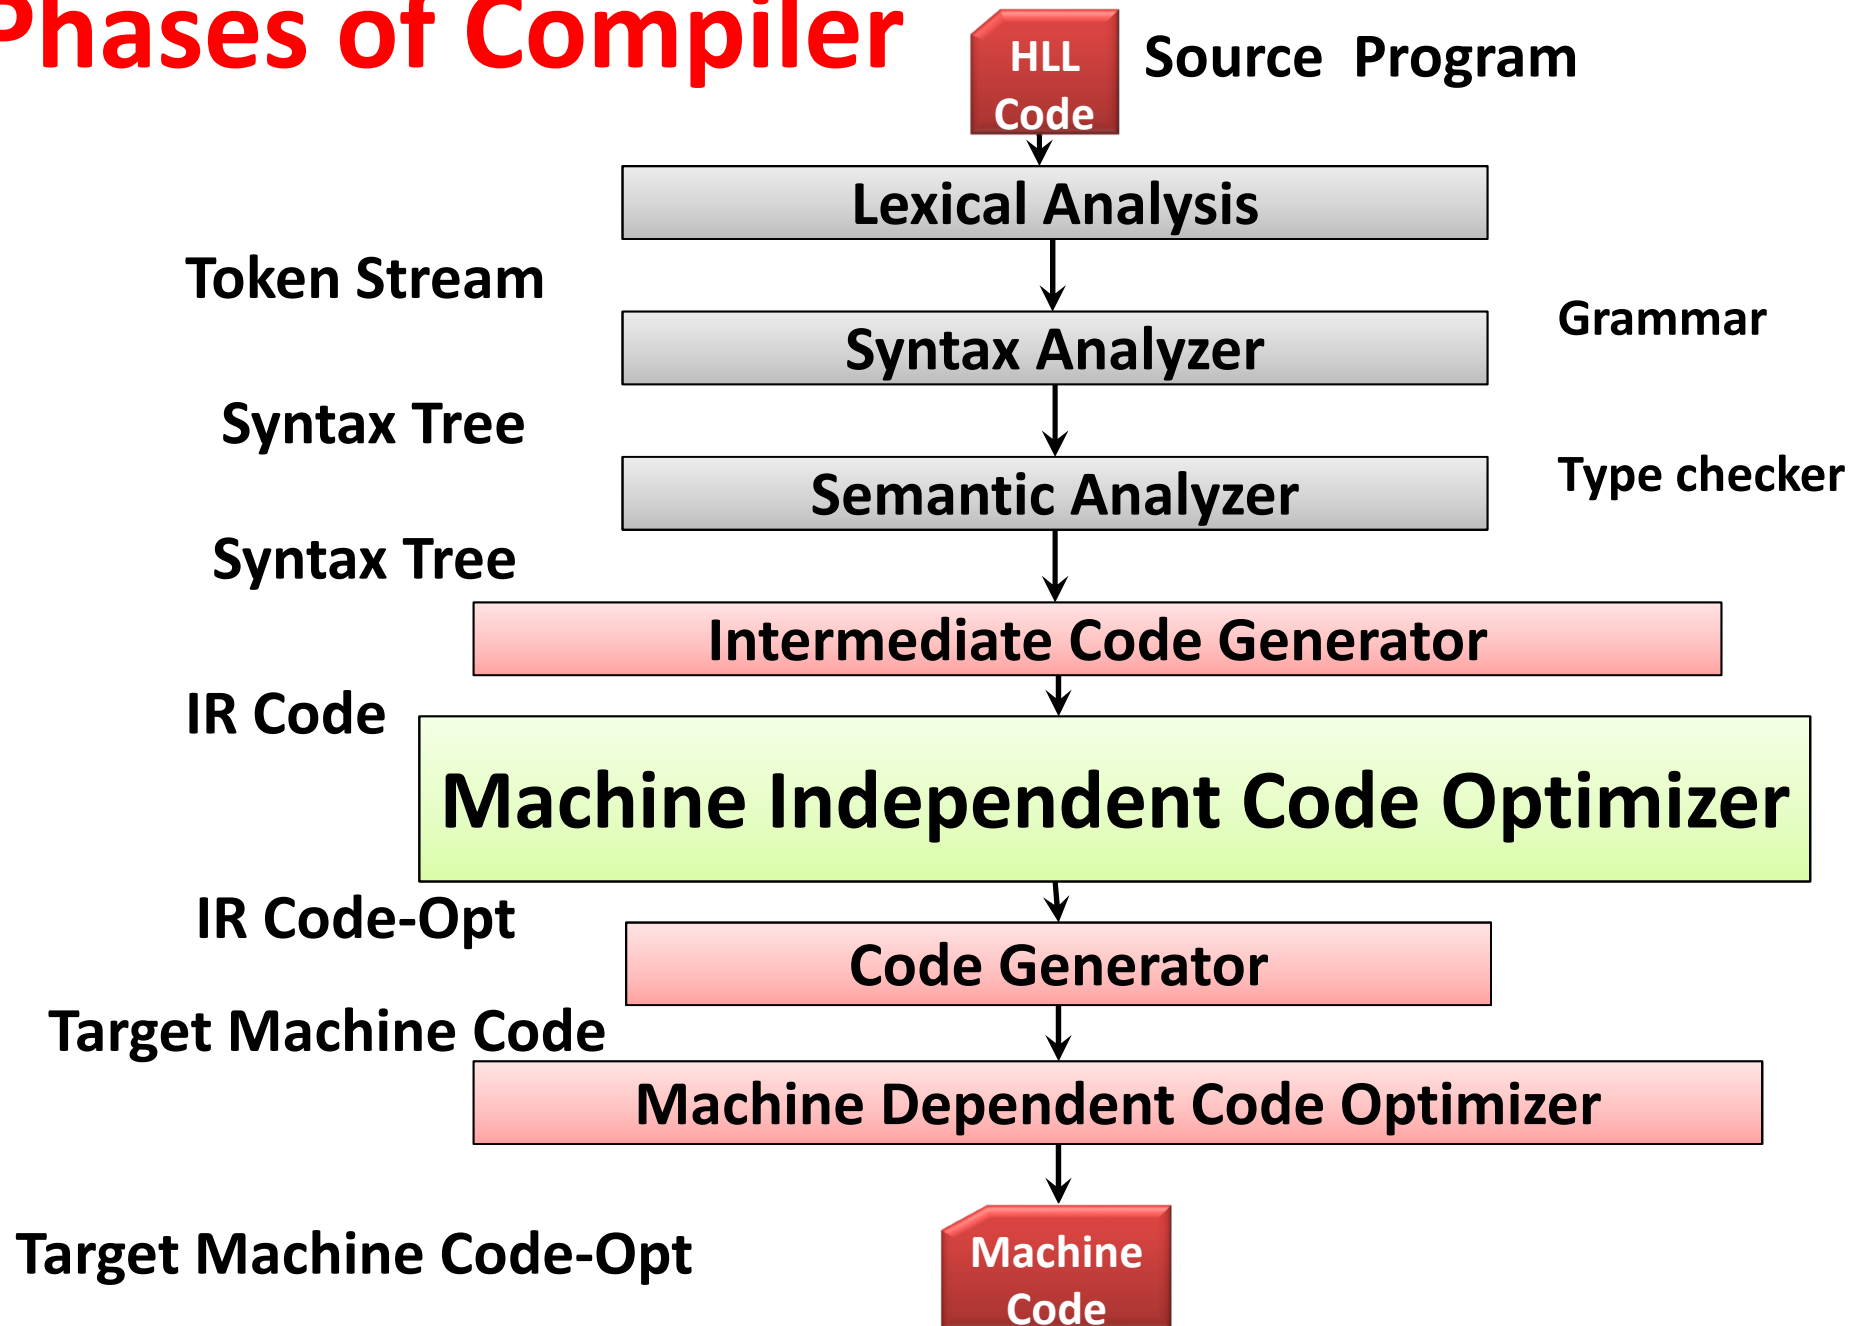 Phases of Compiler
HLL
Code
Source Program
Lexical Analysis
Token Stream
Grammar
Syntax Analyzer
Syntax Tree
Type checker
Semantic Analyzer
Syntax Tree
Intermediate Code Generator
IR Code
Machine Independent Code Optimizer
IR Code-Opt
Code Generator
Target Machine Code
Machine Dependent Code Optimizer
Target Machine Code-Opt
Machine
Code